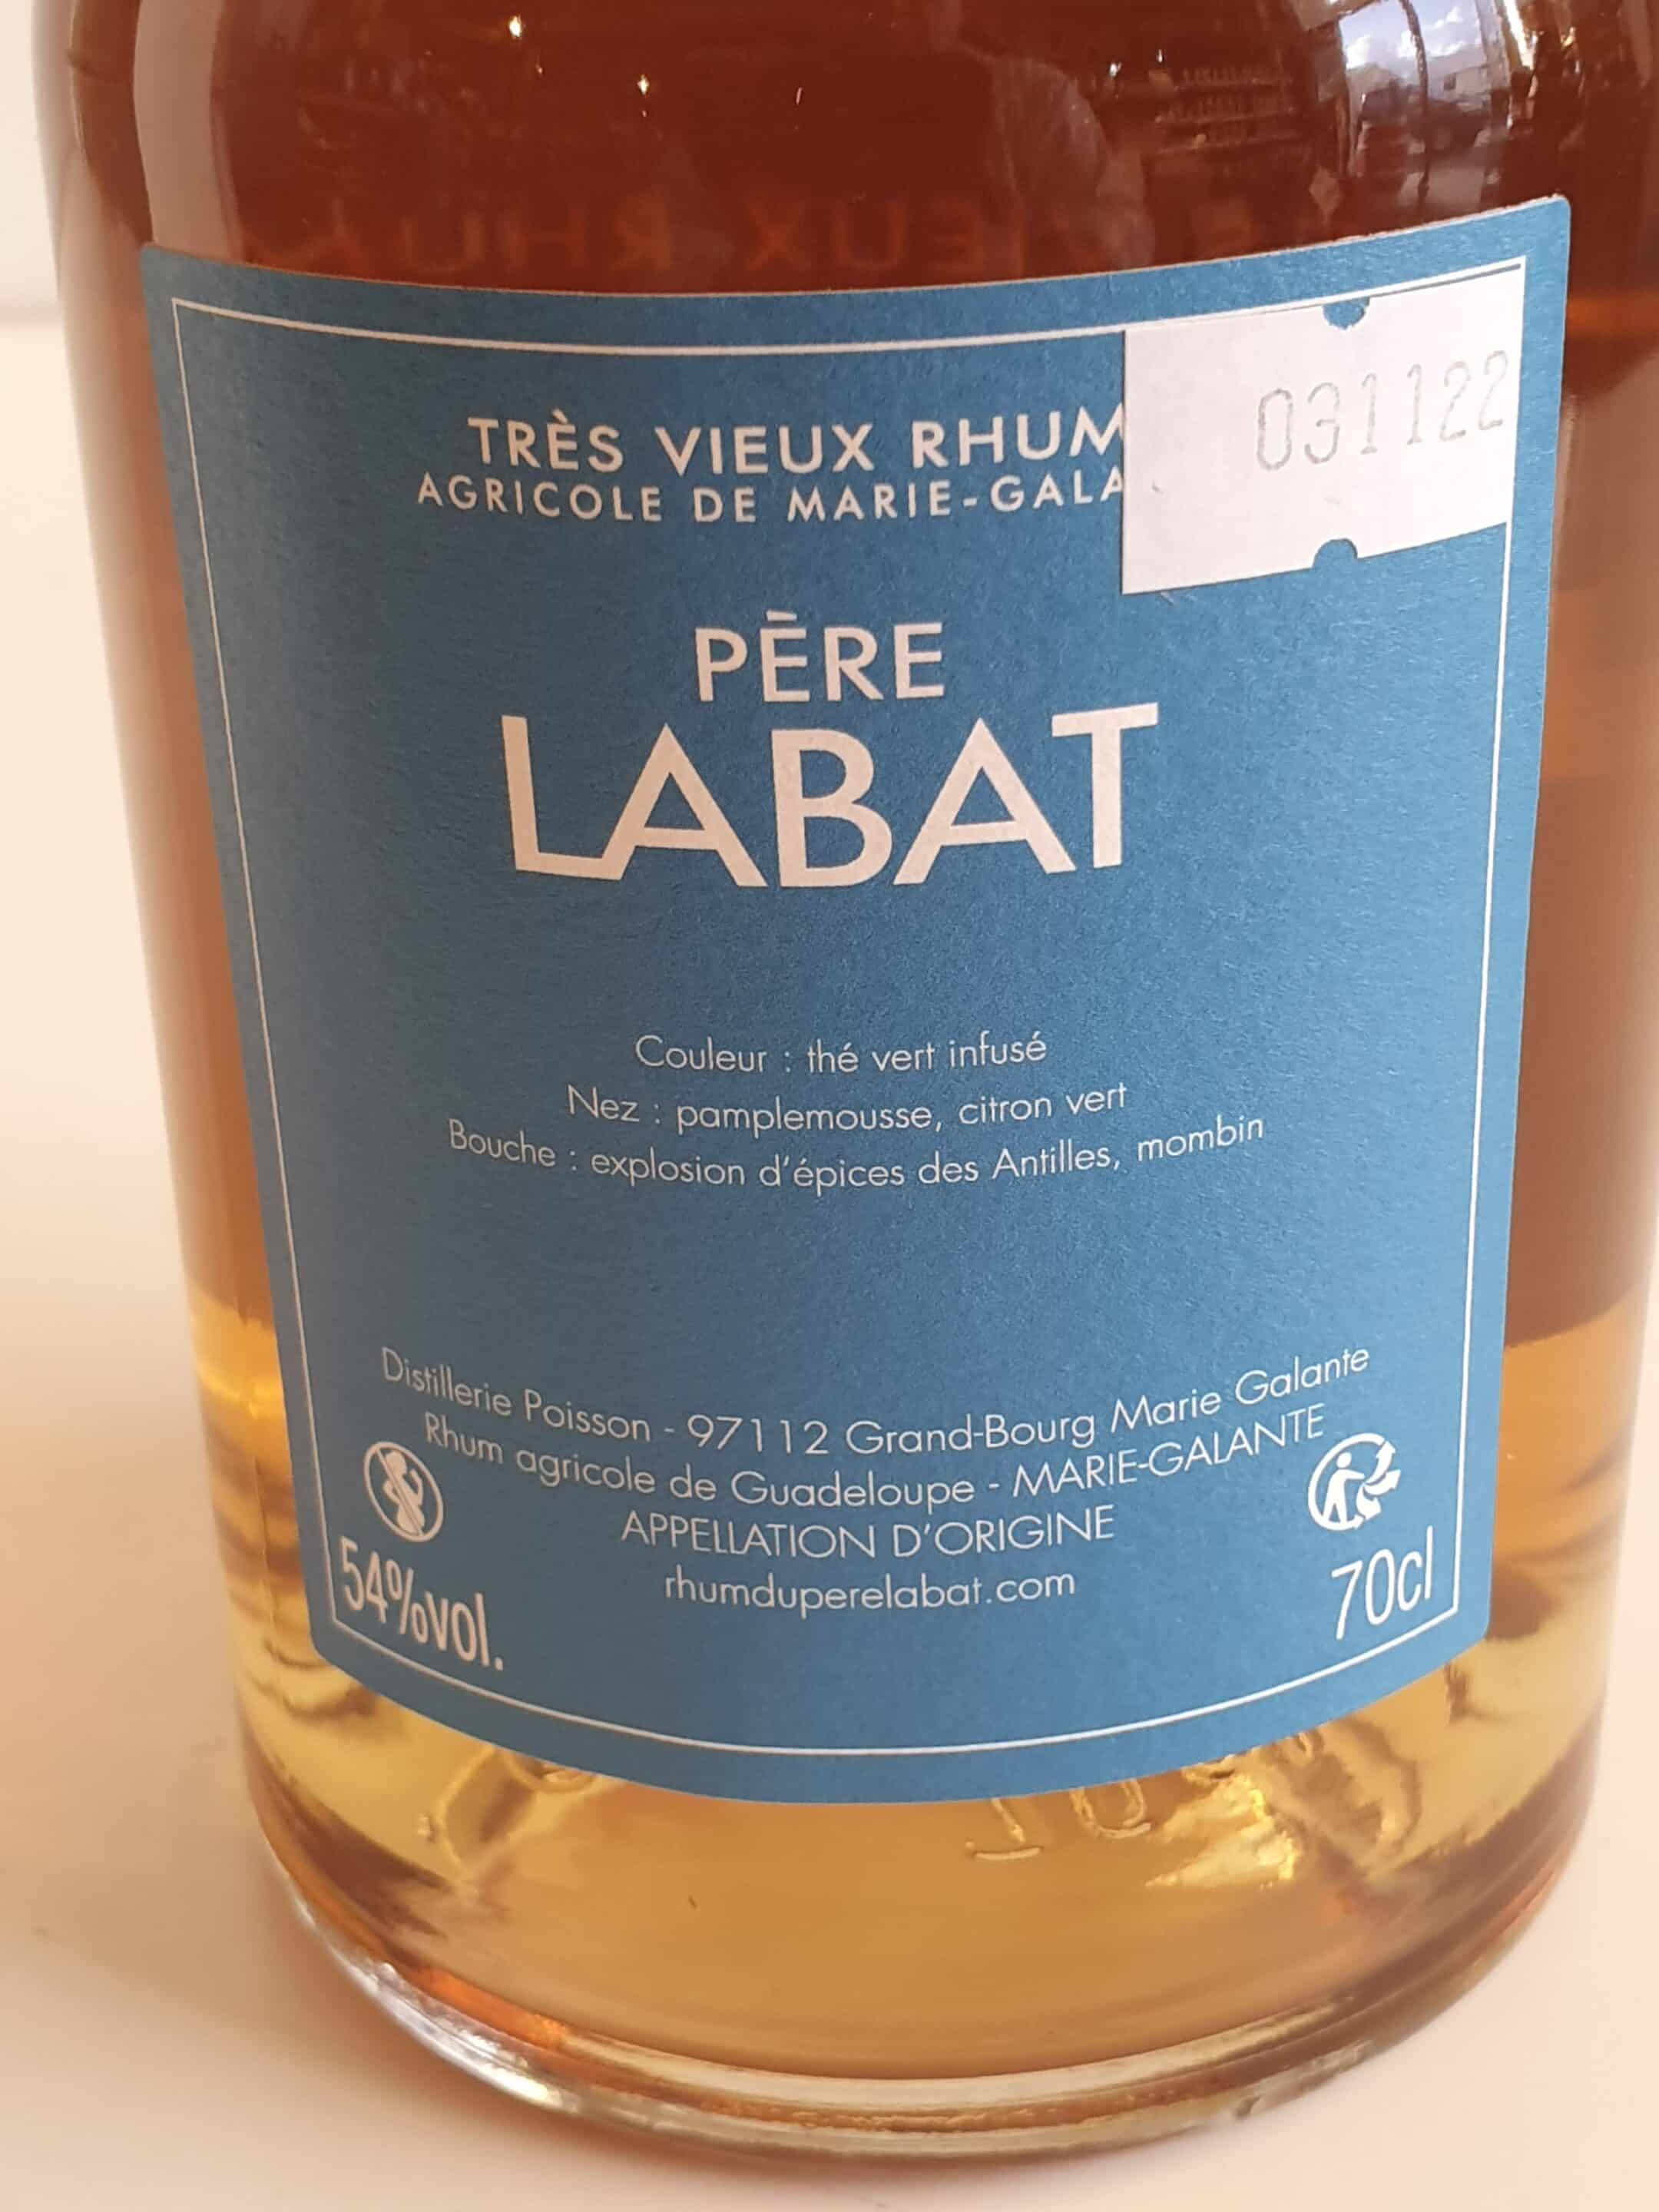 TRÈS VIEUX RHUM
031122
AGRICOLE DE MARIE-GALA
PÈRE
LABAT
Couleur : thé vert infusé
Nez : pamplemousse, citron vert
Bouche : explosion d'épices des Antilles, mombin
Distillerie Poisson - 97112 Grand-Bourg Marie Galante
Rhum agricole de Guadeloupe - MARIE-GALANTE
APPELLATION D'ORIGINE
rhumduperelabat.com
54%vol.
70cl